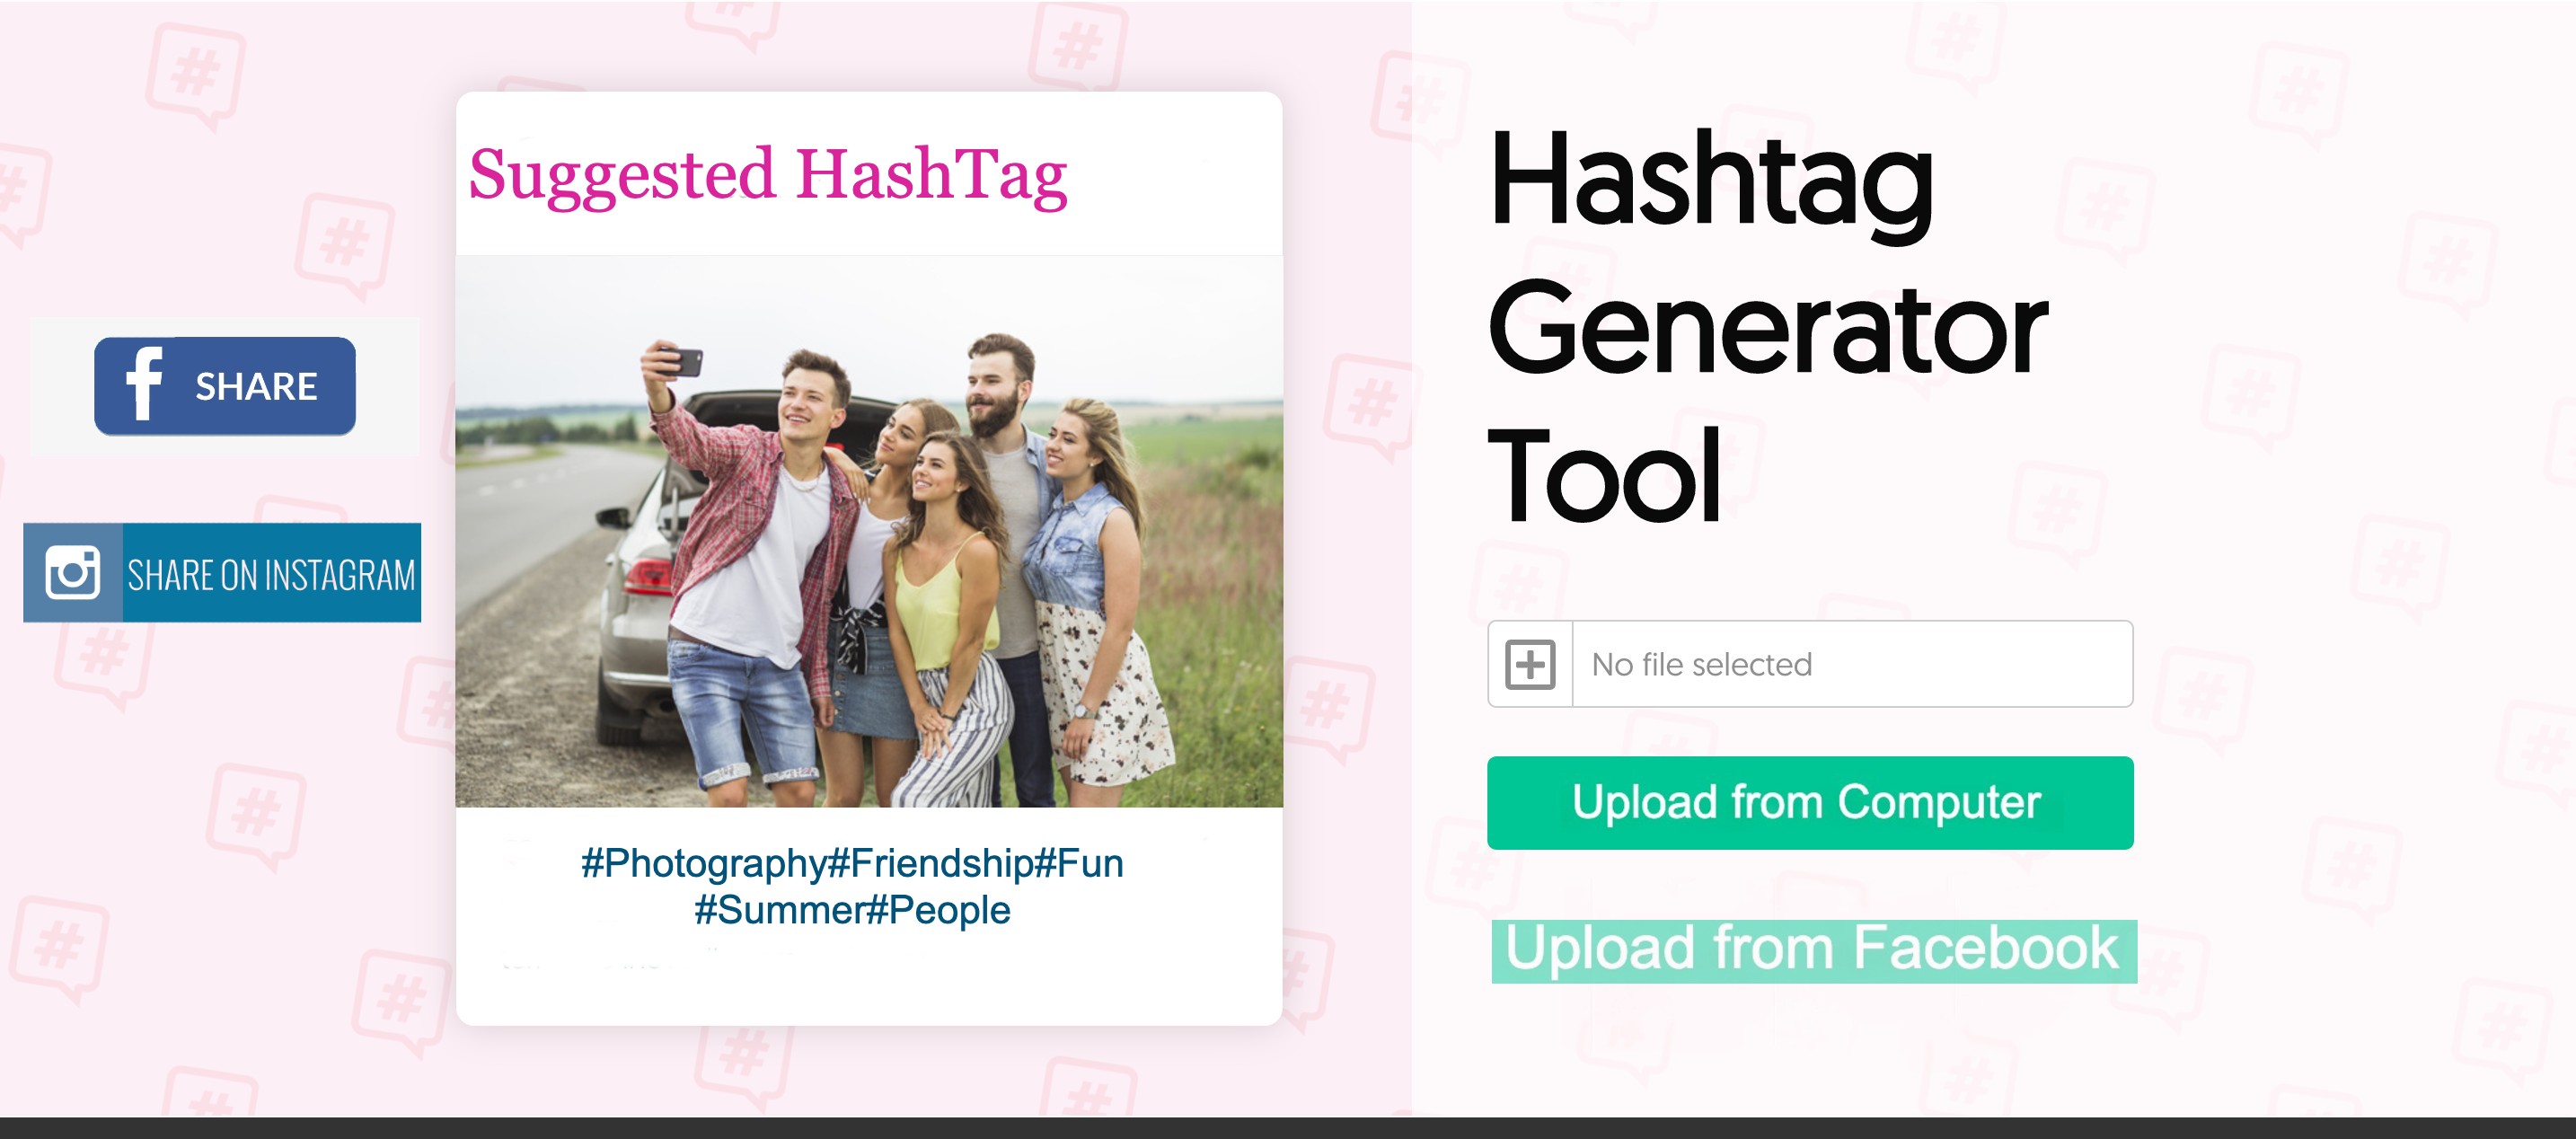 Suggested HashTag
f SHARE
SHARE ON INSTAGRAM
#Photography#Friendship#Fun
#Summer#People
Hashtag
Generator
Tool
No file selected
Upload from Computer
Upload from Facebook